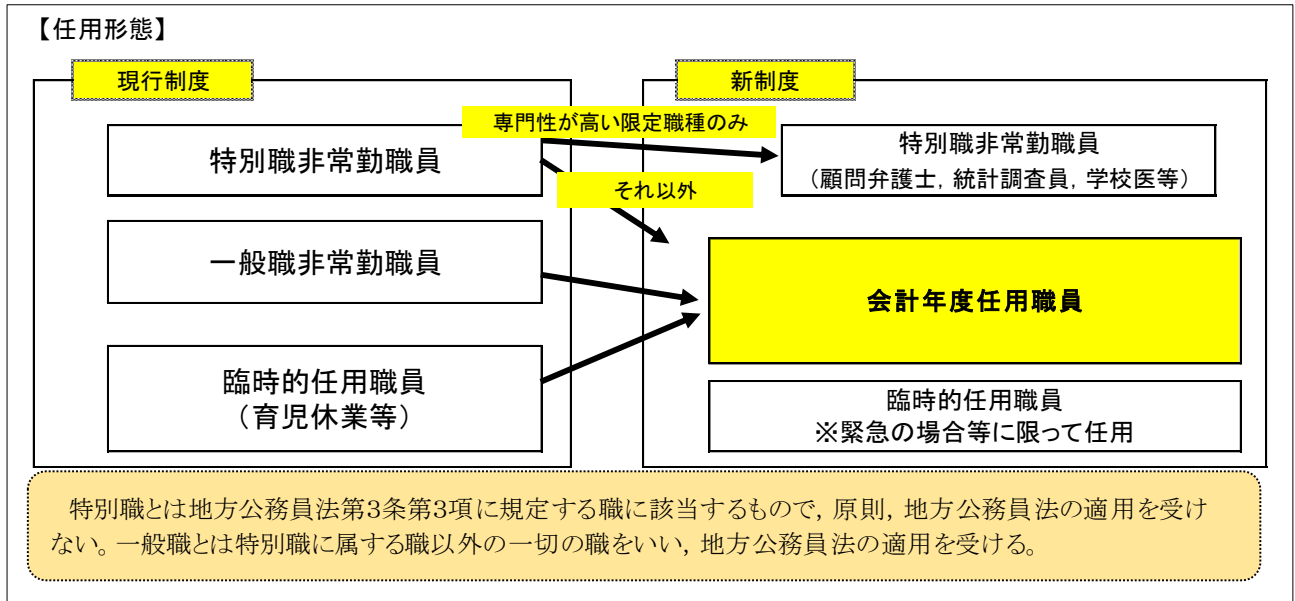 【任用形態】
現行制度
特別職非常勤職員
一般職非常勤職員
臨時的任用職員
（育児休業等）
専門性が高い限定職種のみ
それ以外
新制度
特別職非常勤職員
（顧問弁護士，統計調査員，学校医等）
会計年度任用職員
臨時的任用職員
※緊急の場合等に限って任用
特別職とは地方公務員法第3条第3項に規定する職に該当するもので，原則，地方公務員法の適用を受け
ない。一般職とは特別職に属する職以外の一切の職をいい，地方公務員法の適用を受ける。